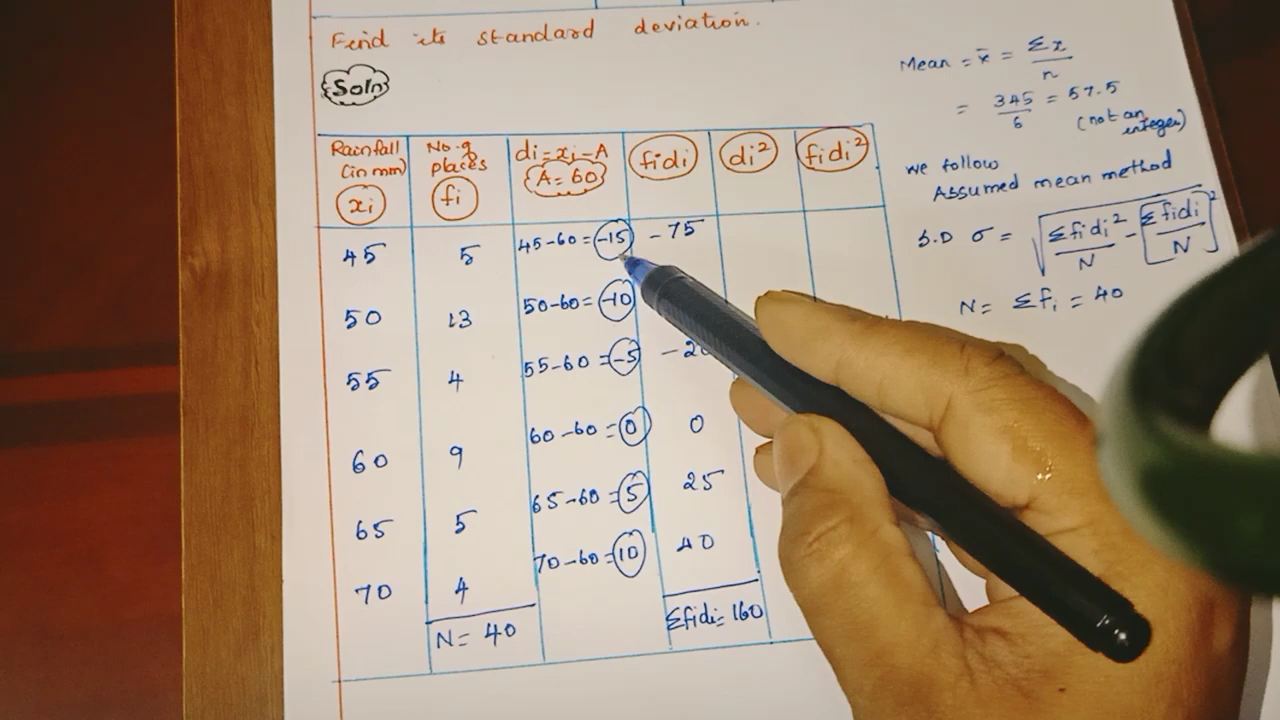 Find its standard deviation.
Soln
Rainfall (in mm) xi | No. of places fi | di=xi-A A=60 | fidi | di² | fidi²
45 | 5 | 45-60=-15 | -75
50 | 13 | 50-60=-10
55 | 4 | 55-60=-5
60 | 9 | 60-60=0 | 0
65 | 5 | 65-60=5 | 25
70 | 4 | 70-60=10 | 40
N= 40 | Σfidi=160
Mean = x̄ = Σx/n
= 345/6 = 57.5
(not an integer)
we follow
Assumed mean method
S.D σ = √(Σfidi²/N - [Σfidi/N]²)
N= Σfi = 40